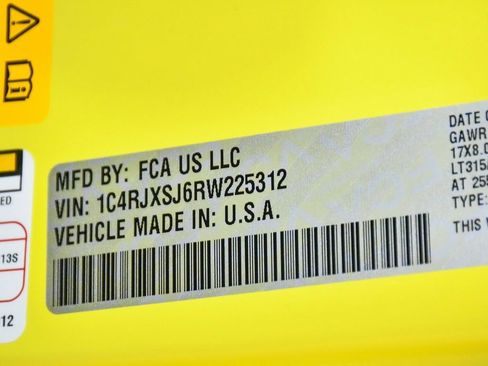 MFD BY: FCA US LLC
VIN: 1C4RJXSJ6RW225312
VEHICLE MADE IN: U.S.A.
DATE O
GAWR
17X8.0
LT315/
AT 255
TYPE:
THIS V
ED
13S
12